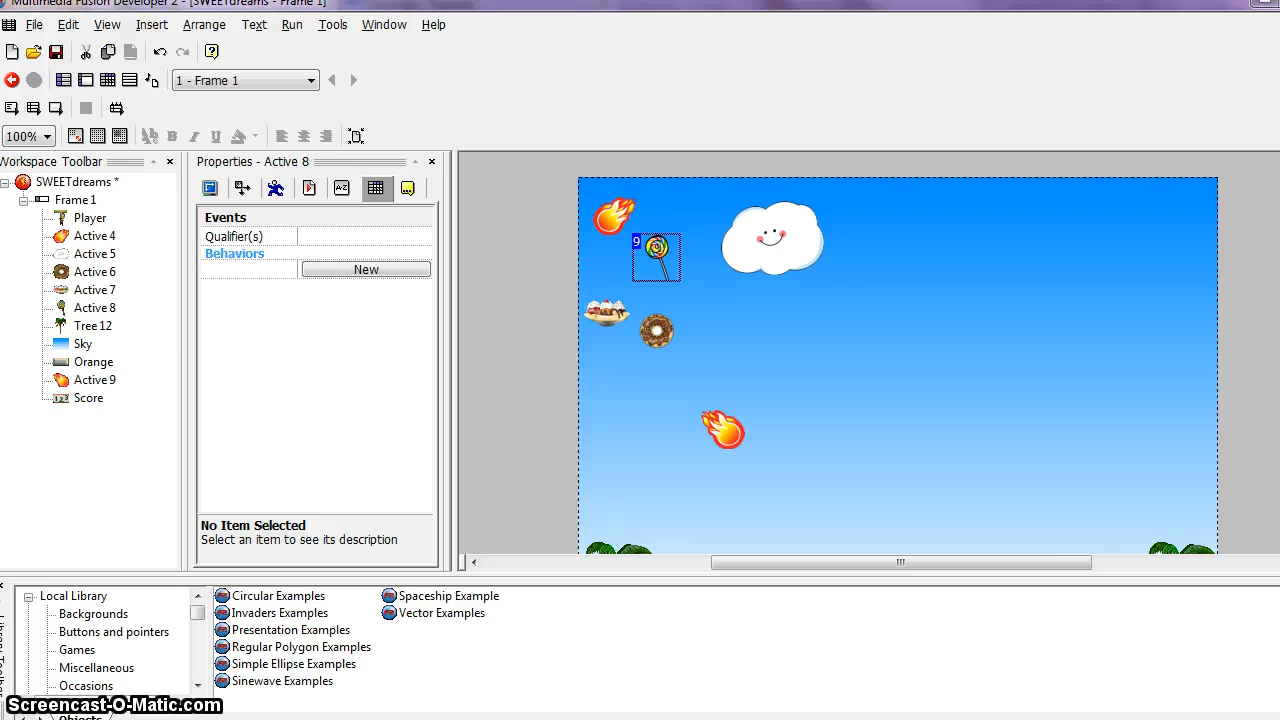 Multimedia Fusion Developer 2 - [SWEETdreams - Frame 1]
File Edit View Insert Arrange Text Run Tools Window Help
1 - Frame 1
100%
Workspace Toolbar
SWEETdreams *
Frame 1
Player
Active 4
Active 5
Active 6
Active 7
Active 8
Tree 12
Sky
Orange
Active 9
Score
Properties - Active 8
Events
Qualifier(s)
Behaviors
New
No Item Selected
Select an item to see its description
9
Local Library
Backgrounds
Buttons and pointers
Games
Miscellaneous
Occasions
Circular Examples
Invaders Examples
Presentation Examples
Regular Polygon Examples
Simple Ellipse Examples
Sinewave Examples
Spaceship Example
Vector Examples
Objects
Screencast-O-Matic.com